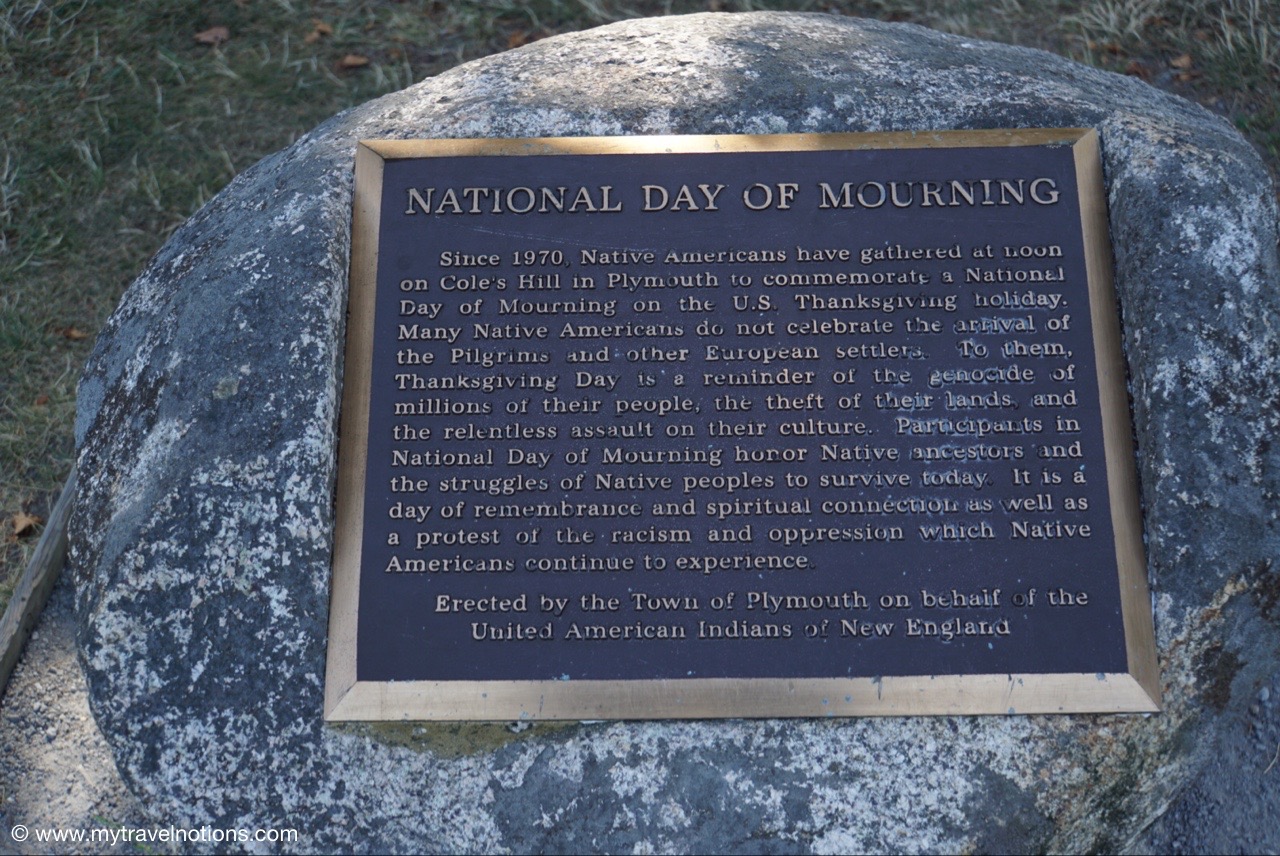 NATIONAL DAY OF MOURNING
Since 1970, Native Americans have gathered at noon
on Cole's Hill in Plymouth to commemorate a National
Day of Mourning on the U.S. Thanksgiving holiday.
Many Native Americans do not celebrate the arrival of
the Pilgrims and other European settlers. To them,
Thanksgiving Day is a reminder of the genocide of
millions of their people, the theft of their lands, and
the relentless assault on their culture. Participants in
National Day of Mourning honor Native ancestors and
the struggles of Native peoples to survive today. It is a
day of remembrance and spiritual connection as well as
a protest of the racism and oppression which Native
Americans continue to experience.
Erected by the Town of Plymouth on behalf of the
United American Indians of New England
© www.mytravelnotions.com